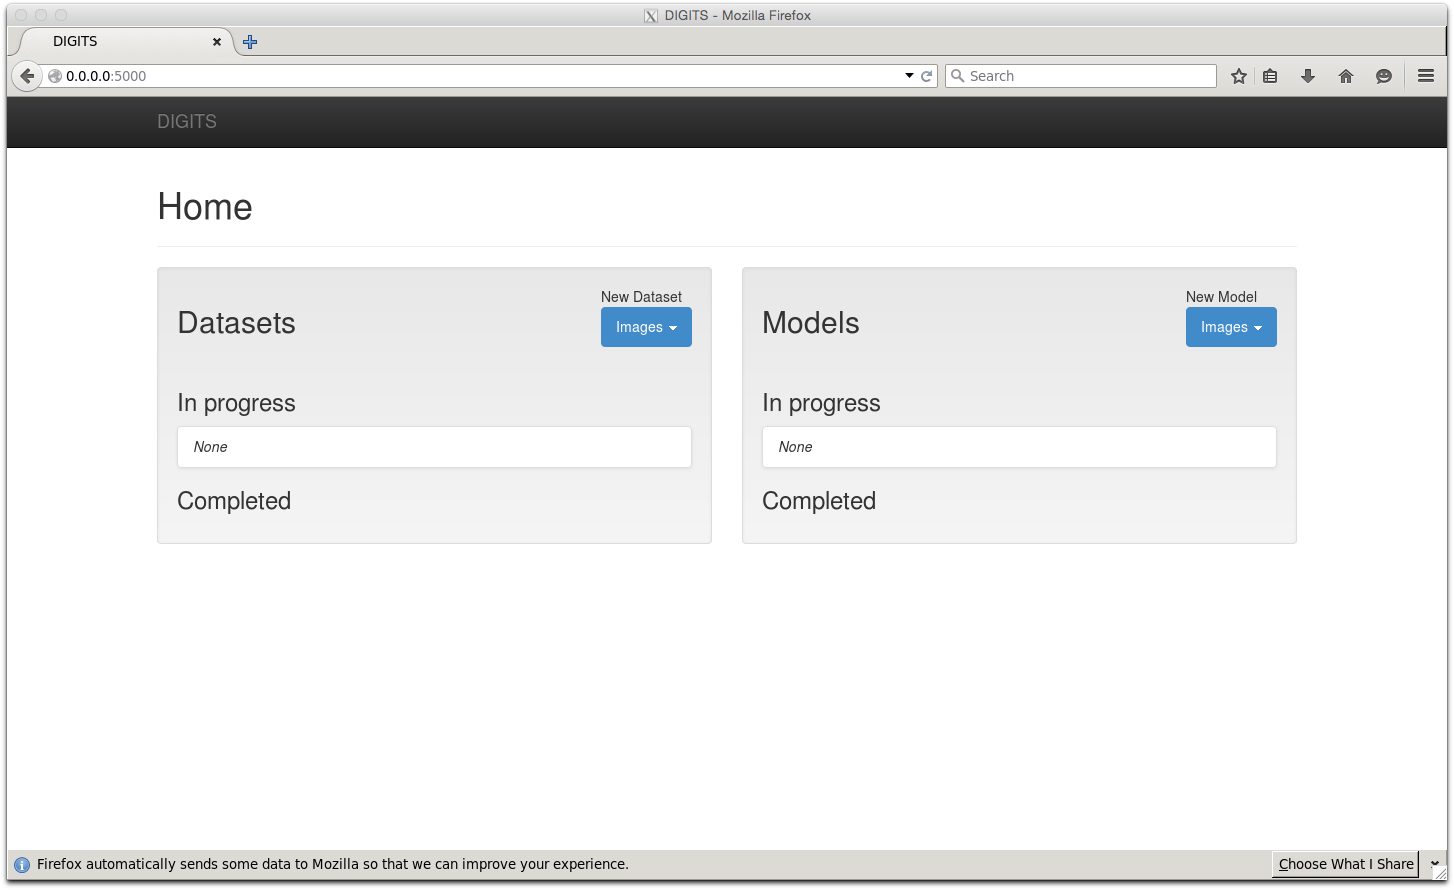 DIGITS - Mozilla Firefox
DIGITS
0.0.0.0:5000
Search
DIGITS
Home
Datasets
New Dataset
Images
In progress
None
Completed
Models
New Model
Images
In progress
None
Completed
Firefox automatically sends some data to Mozilla so that we can improve your experience.
Choose What I Share